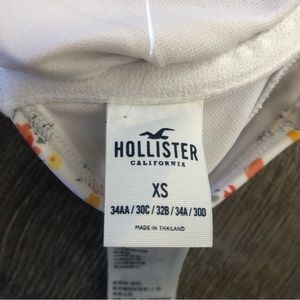 HOLLISTER
CALIFORNIA
XS
34AA / 30C / 32B / 34A / 30D
MADE IN THAILAND